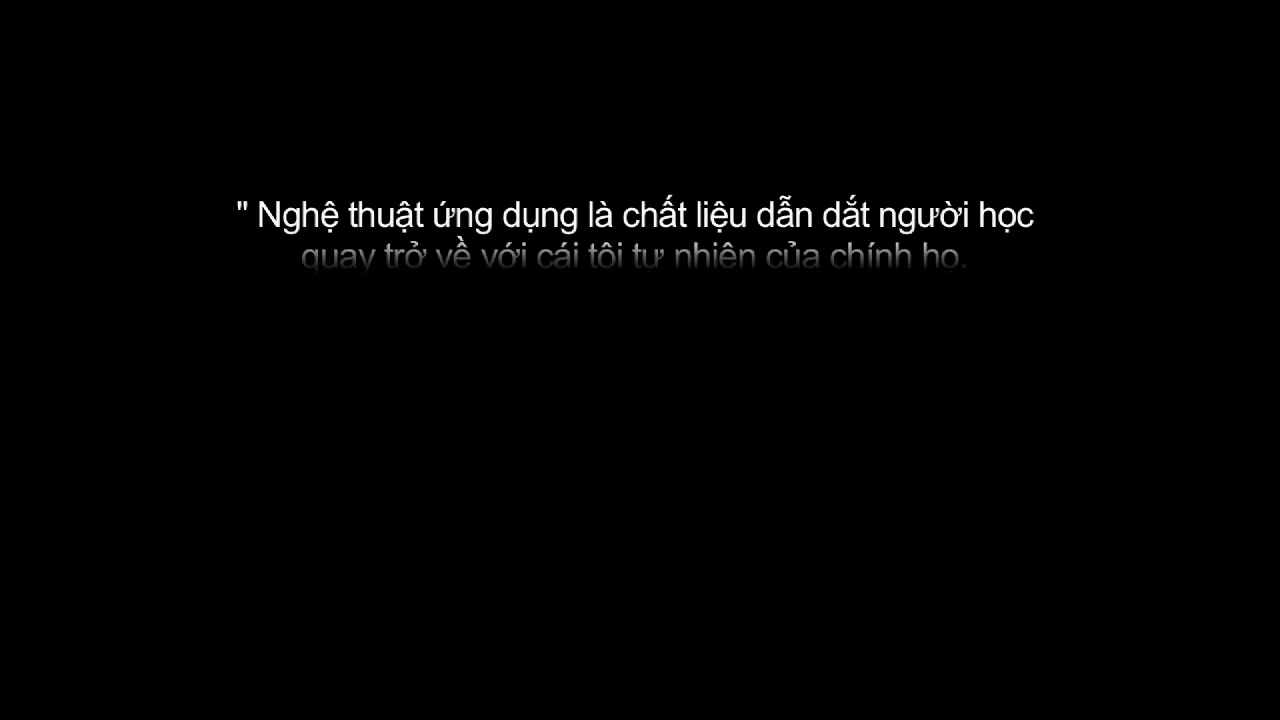 " Nghệ thuật ứng dụng là chất liệu dẫn dắt người học
quay trở về với cái tôi tự nhiên của chính họ.